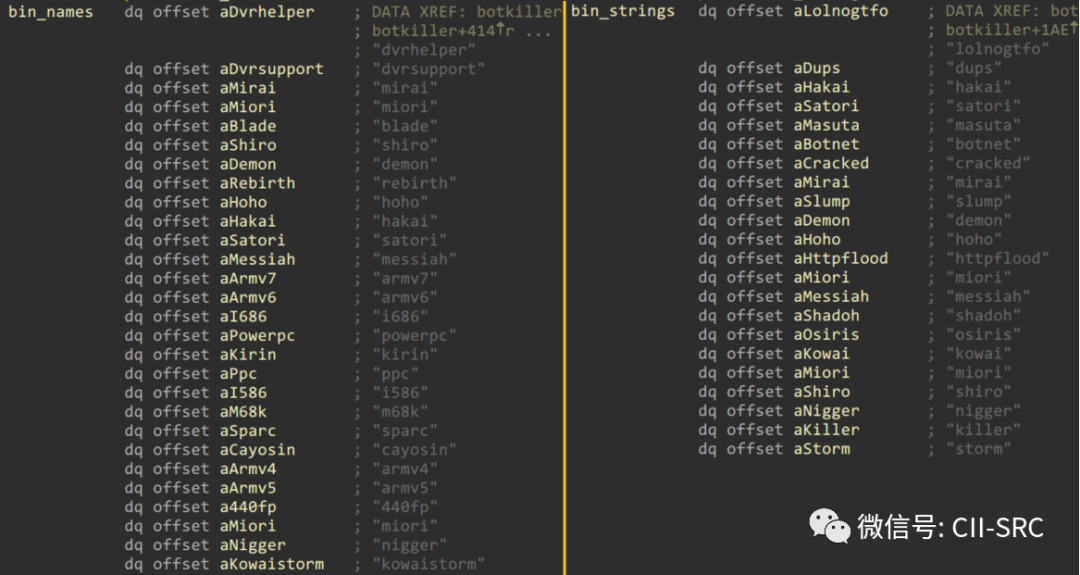 bin_names dq offset aDvrhelper ; DATA XREF: botkiller
; botkiller+414↑r ...
; "dvrhelper"
dq offset aDvrsupport ; "dvrsupport"
dq offset aMirai ; "mirai"
dq offset aMiori ; "miori"
dq offset aBlade ; "blade"
dq offset aShiro ; "shiro"
dq offset aDemon ; "demon"
dq offset aRebirth ; "rebirth"
dq offset aHoho ; "hoho"
dq offset aHakai ; "hakai"
dq offset aSatori ; "satori"
dq offset aMessiah ; "messiah"
dq offset aArmv7 ; "armv7"
dq offset aArmv6 ; "armv6"
dq offset aI686 ; "i686"
dq offset aPowerpc ; "powerpc"
dq offset aKirin ; "kirin"
dq offset aPpc ; "ppc"
dq offset aI586 ; "i586"
dq offset aM68k ; "m68k"
dq offset aSparc ; "sparc"
dq offset aCayosin ; "cayosin"
dq offset aArmv4 ; "armv4"
dq offset aArmv5 ; "armv5"
dq offset a440fp ; "440fp"
dq offset aMiori ; "miori"
dq offset aNigger ; "nigger"
dq offset aKowaistorm ; "kowaistorm"
bin_strings dq offset aLolnogtfo ; DATA XREF: bot
; botkiller+1AE↑
; "lolnogtfo"
dq offset aDups ; "dups"
dq offset aHakai ; "hakai"
dq offset aSatori ; "satori"
dq offset aMasuta ; "masuta"
dq offset aBotnet ; "botnet"
dq offset aCracked ; "cracked"
dq offset aMirai ; "mirai"
dq offset aSlump ; "slump"
dq offset aDemon ; "demon"
dq offset aHoho ; "hoho"
dq offset aHttpflood ; "httpflood"
dq offset aMiori ; "miori"
dq offset aMessiah ; "messiah"
dq offset aShadoh ; "shadoh"
dq offset aOsiris ; "osiris"
dq offset aKowai ; "kowai"
dq offset aMiori ; "miori"
dq offset aShiro ; "shiro"
dq offset aNigger ; "nigger"
dq offset aKiller ; "killer"
dq offset aStorm ; "storm"
微信号: CII-SRC